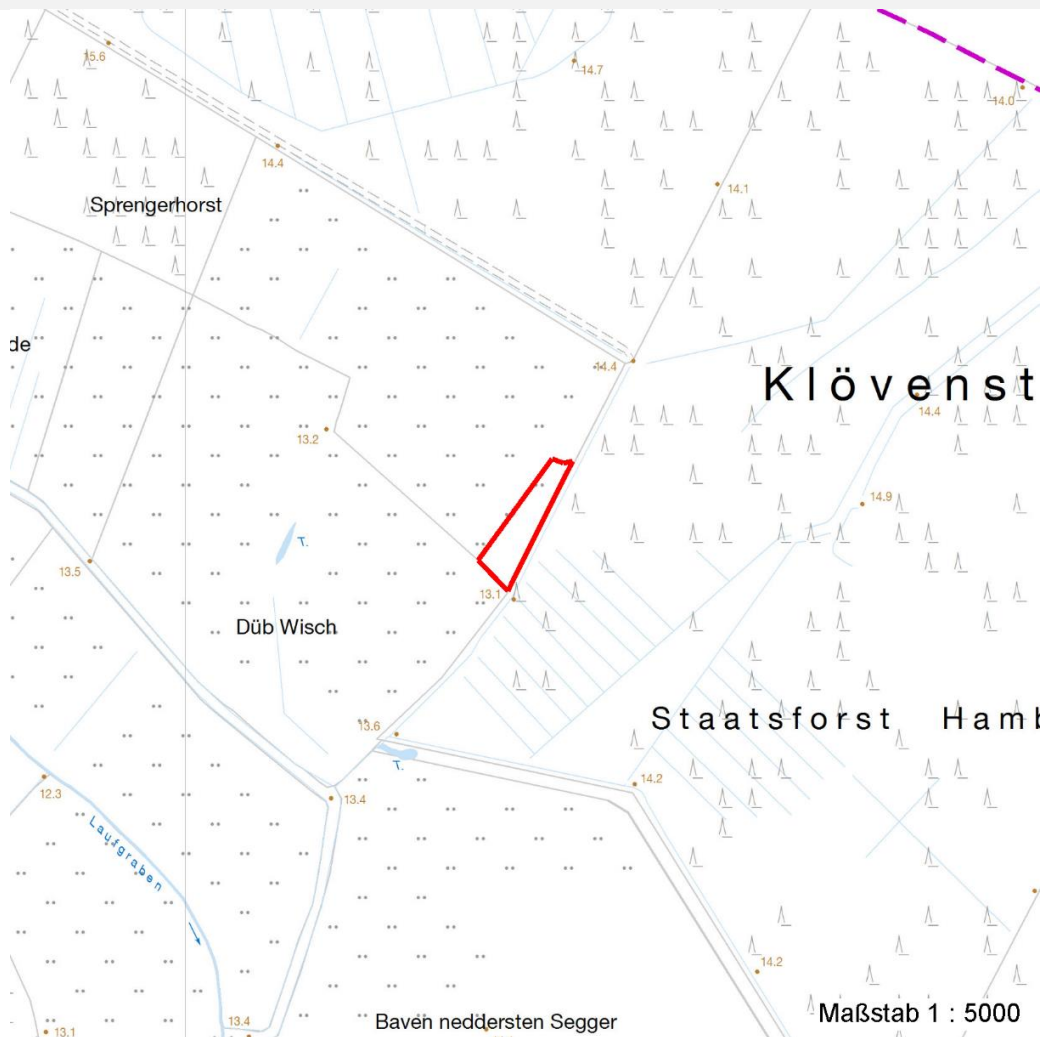 15.6
14.7
14.0
14.4
14.1
Sprengerhorst
de
14.4
Klövenst
14.4
13.2
14.9
T.
13.5
13.1
Düb Wisch
13.6
Staatsforst Hamb
T.
12.3
14.2
13.4
Laufgraben
14.2
13.4
Baven neddersten Segger
Maßstab 1 : 5000
13.1